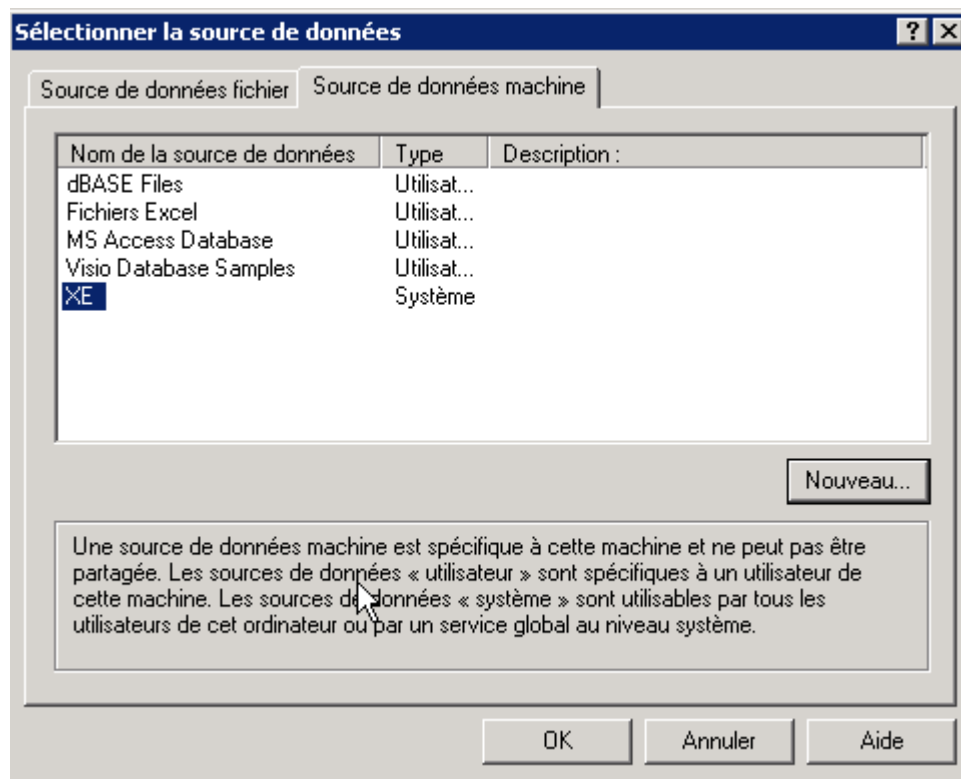 Sélectionner la source de données
Source de données fichier Source de données machine
Nom de la source de données Type Description :
dBASE Files Utilisat...
Fichiers Excel Utilisat...
MS Access Database Utilisat...
Visio Database Samples Utilisat...
XE Système
Nouveau...
Une source de données machine est spécifique à cette machine et ne peut pas être
partagée. Les sources de données « utilisateur » sont spécifiques à un utilisateur de
cette machine. Les sources de données « système » sont utilisables par tous les
utilisateurs de cet ordinateur ou par un service global au niveau système.
OK Annuler Aide